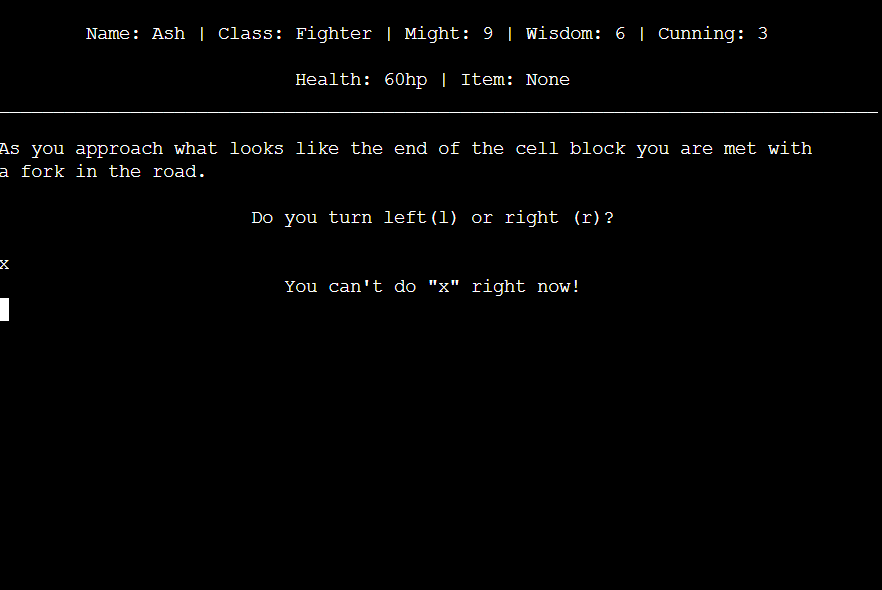 Name: Ash | Class: Fighter | Might: 9 | Wisdom: 6 | Cunning: 3
Health: 60hp | Item: None
As you approach what looks like the end of the cell block you are met with
a fork in the road.
Do you turn left(l) or right (r)?
x
You can't do "x" right now!